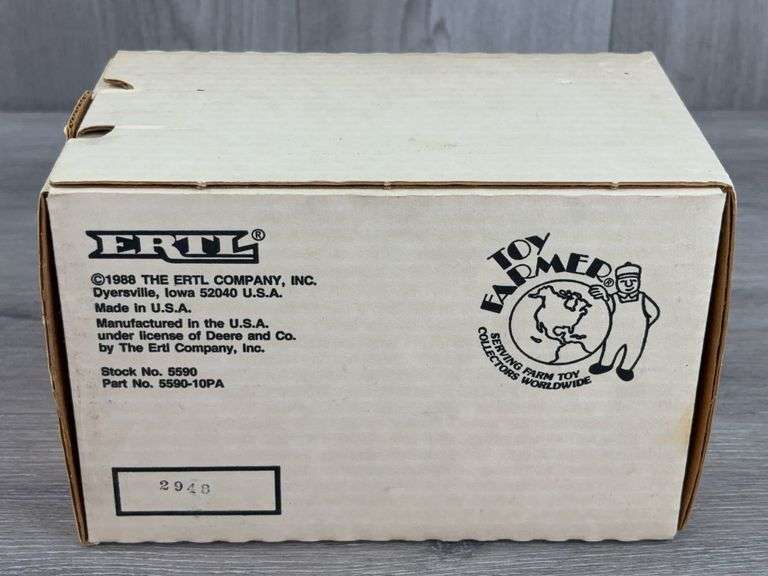 ERTL®
©1988 THE ERTL COMPANY, INC.
Dyersville, Iowa 52040 U.S.A.
Made in U.S.A.
Manufactured in the U.S.A.
under license of Deere and Co.
by The Ertl Company, Inc.
Stock No. 5590
Part No. 5590-10PA
2948
TOY
FARMER®
SERVING FARM TOY
COLLECTORS WORLDWIDE